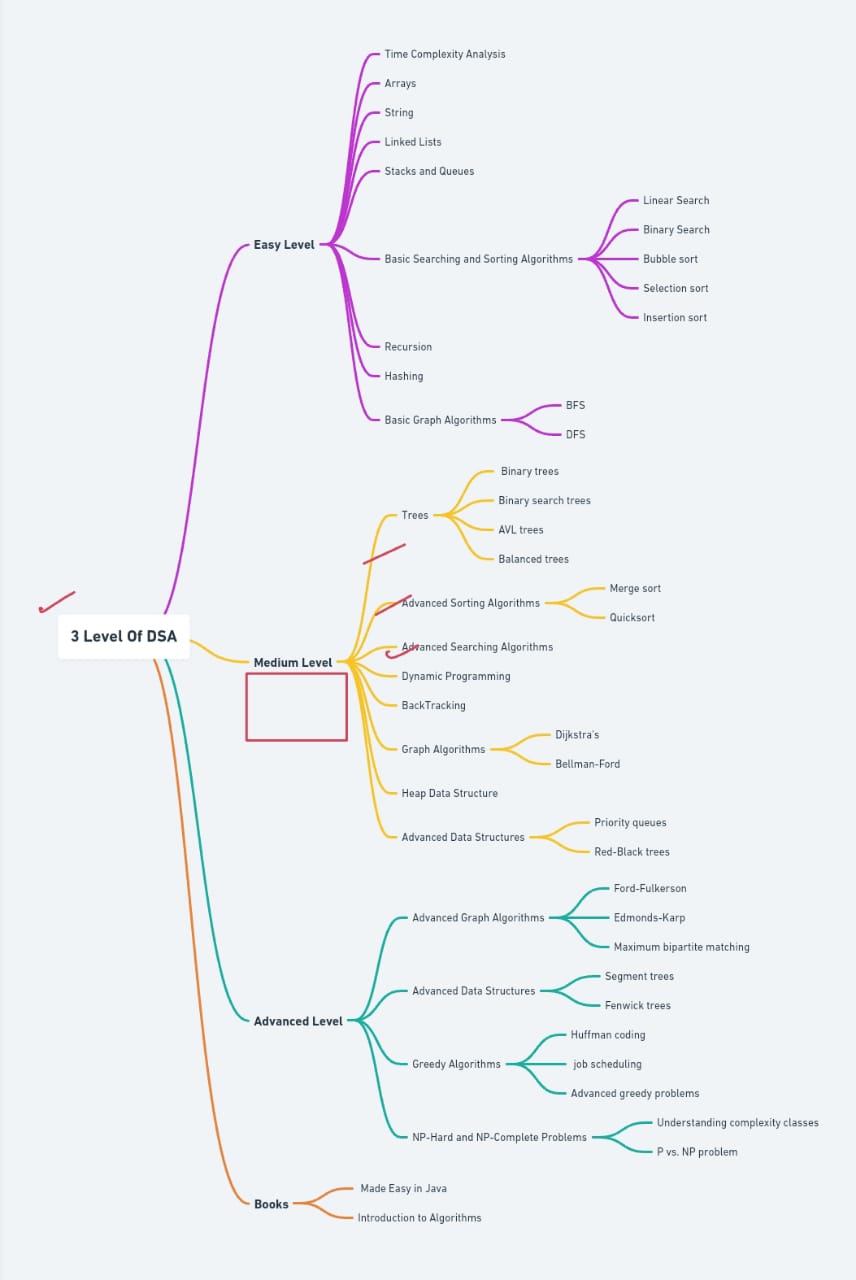 3 Level Of DSA
Easy Level
Time Complexity Analysis
Arrays
String
Linked Lists
Stacks and Queues
Basic Searching and Sorting Algorithms
Linear Search
Binary Search
Bubble sort
Selection sort
Insertion sort
Recursion
Hashing
Basic Graph Algorithms
BFS
DFS
Medium Level
Trees
Binary trees
Binary search trees
AVL trees
Balanced trees
Advanced Sorting Algorithms
Merge sort
Quicksort
Advanced Searching Algorithms
Dynamic Programming
BackTracking
Graph Algorithms
Dijkstra's
Bellman-Ford
Heap Data Structure
Advanced Data Structures
Priority queues
Red-Black trees
Advanced Level
Advanced Graph Algorithms
Ford-Fulkerson
Edmonds-Karp
Maximum bipartite matching
Advanced Data Structures
Segment trees
Fenwick trees
Greedy Algorithms
Huffman coding
job scheduling
Advanced greedy problems
NP-Hard and NP-Complete Problems
Understanding complexity classes
P vs. NP problem
Books
Made Easy in Java
Introduction to Algorithms